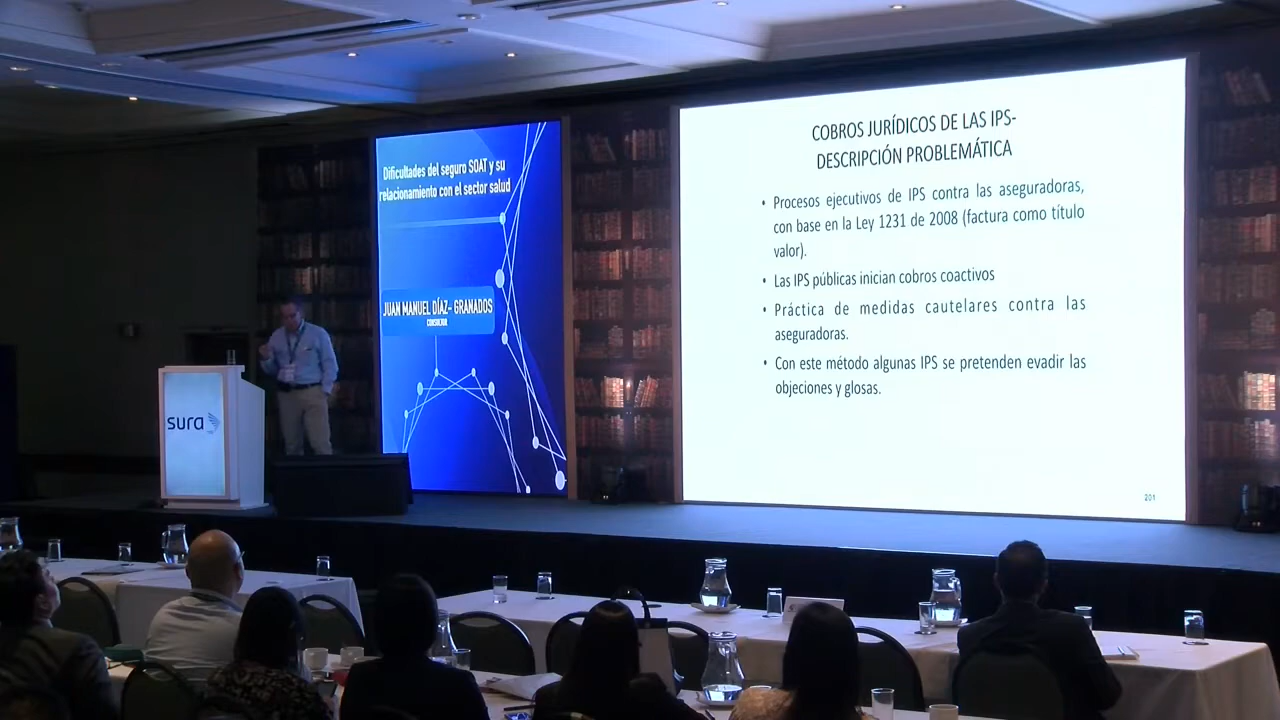 Dificultades del seguro SOAT y su
relacionamiento con el sector salud
JUAN MANUEL DÍAZ- GRANADOS
CONSULTOR
sura
COBROS JURÍDICOS DE LAS IPS-
DESCRIPCIÓN PROBLEMÁTICA
• Procesos ejecutivos de IPS contra las aseguradoras,
con base en la Ley 1231 de 2008 (factura como título
valor).
• Las IPS públicas inician cobros coactivos
• Práctica de medidas cautelares contra las
aseguradoras.
• Con este método algunas IPS se pretenden evadir las
objeciones y glosas.
201